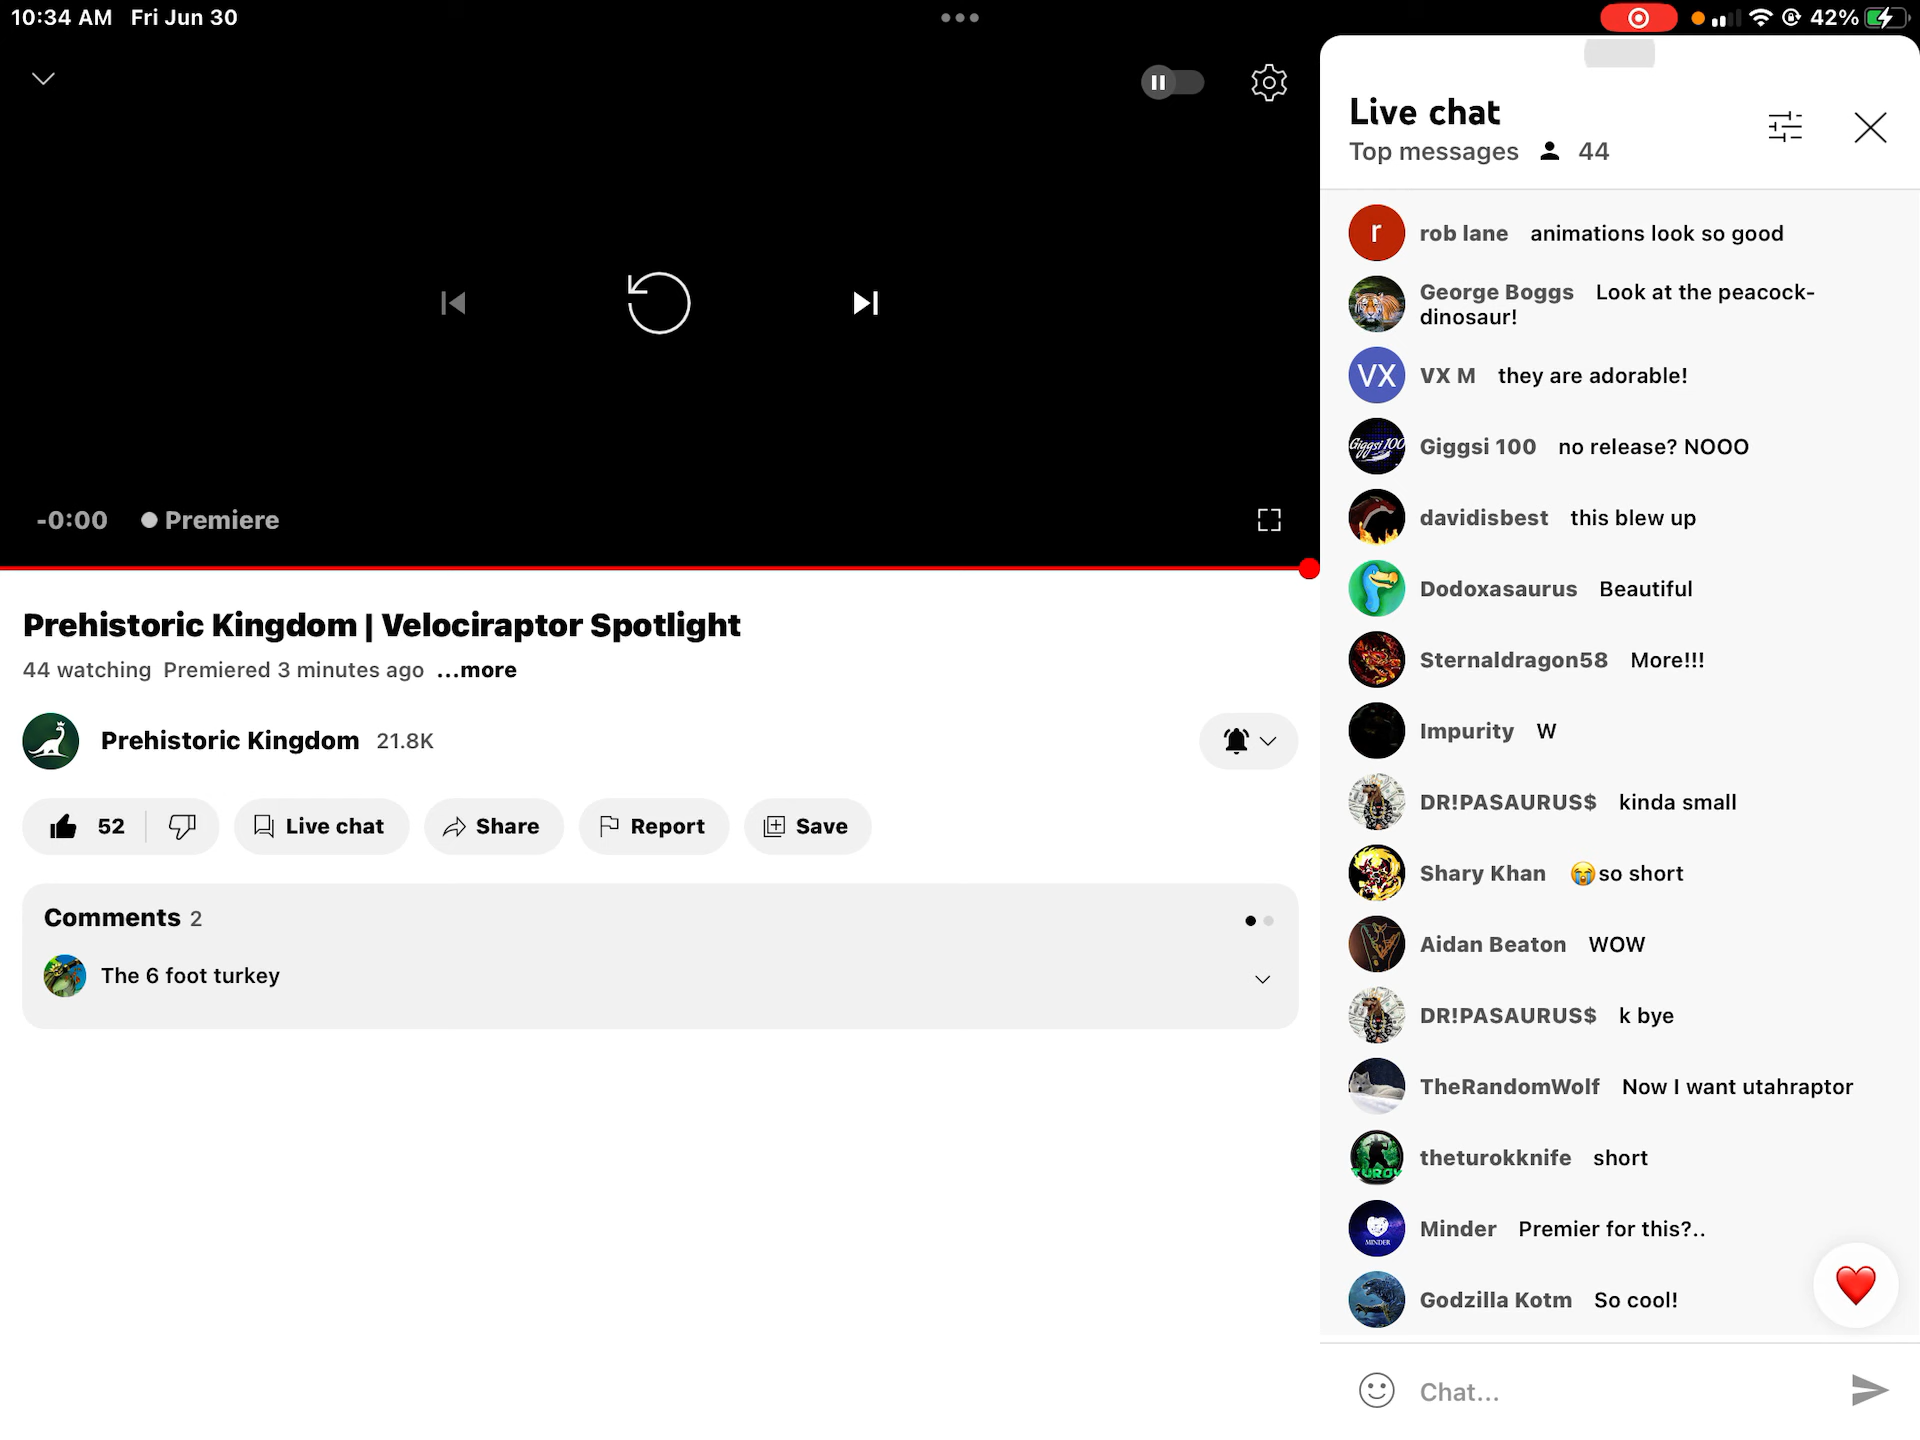 10:34 AM Fri Jun 30
42%
-0:00 Premiere
Prehistoric Kingdom | Velociraptor Spotlight
44 watching Premiered 3 minutes ago ...more
Prehistoric Kingdom 21.8K
52 Live chat Share Report Save
Comments 2
The 6 foot turkey
Live chat
Top messages 44
r rob lane animations look so good
George Boggs Look at the peacock-
dinosaur!
VX VX M they are adorable!
Giggsi 100 Giggsi 100 no release? NOOO
davidisbest this blew up
Dodoxasaurus Beautiful
Sternaldragon58 More!!!
Impurity W
DR!PASAURUS$ kinda small
Shary Khan 😭so short
Aidan Beaton WOW
DR!PASAURUS$ k bye
TheRandomWolf Now I want utahraptor
theturokknife short
MINDER Minder Premier for this?..
Godzilla Kotm So cool!
Chat...